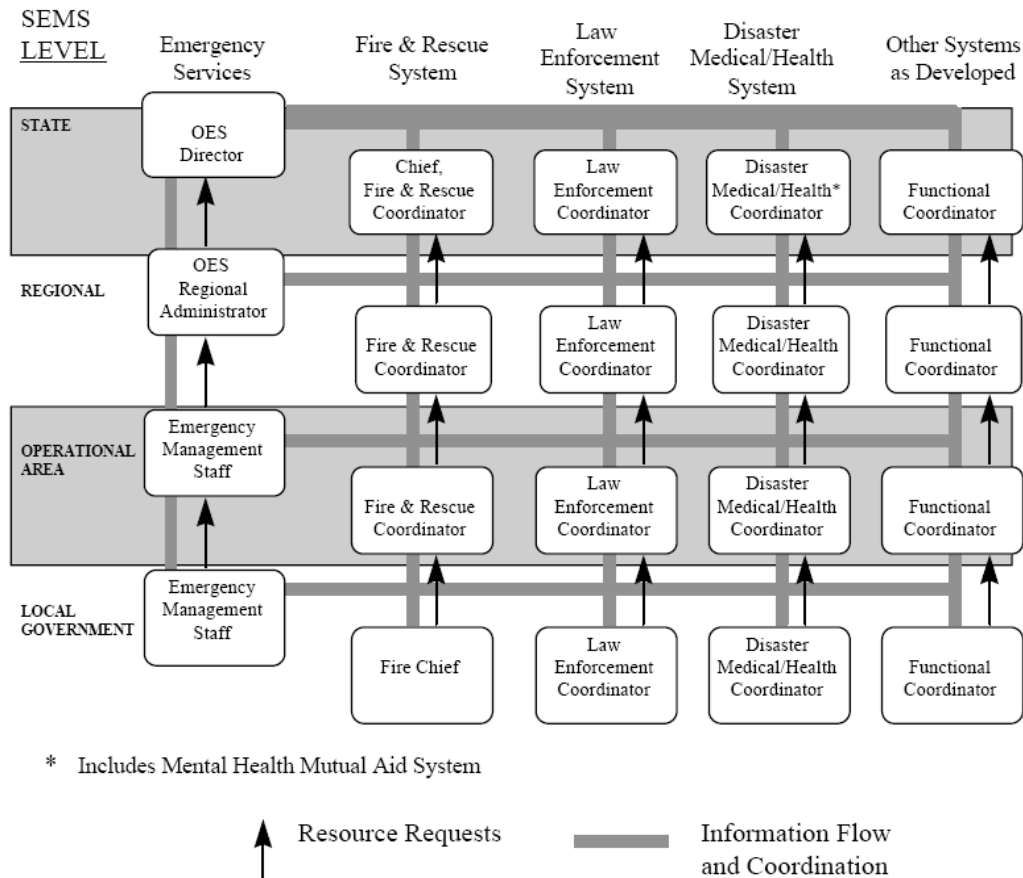 SEMS
LEVEL
Emergency
Services
Fire & Rescue
System
Law
Enforcement
System
Disaster
Medical/Health
System
Other Systems
as Developed
STATE
OES
Director
Chief,
Fire & Rescue
Coordinator
Law
Enforcement
Coordinator
Disaster
Medical/Health*
Coordinator
Functional
Coordinator
REGIONAL
OES
Regional
Administrator
Fire & Rescue
Coordinator
Law
Enforcement
Coordinator
Disaster
Medical/Health
Coordinator
Functional
Coordinator
OPERATIONAL
AREA
Emergency
Management
Staff
Fire & Rescue
Coordinator
Law
Enforcement
Coordinator
Disaster
Medical/Health
Coordinator
Functional
Coordinator
LOCAL
GOVERNMENT
Emergency
Management
Staff
Fire Chief
Law
Enforcement
Coordinator
Disaster
Medical/Health
Coordinator
Functional
Coordinator
* Includes Mental Health Mutual Aid System
Resource Requests
Information Flow
and Coordination